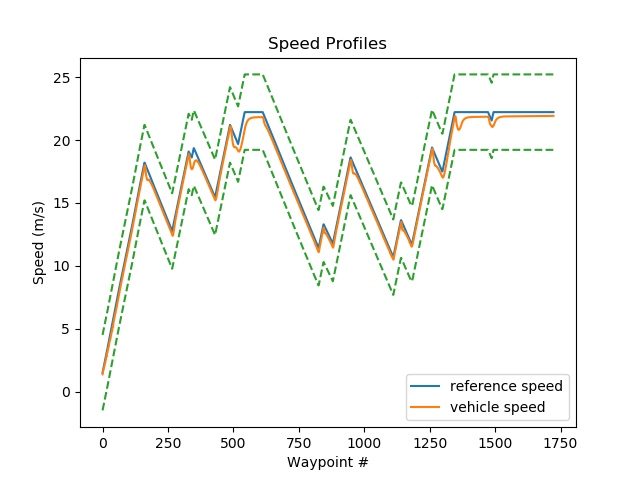 Speed Profiles
Speed (m/s)
25
20
15
10
5
0
0 250 500 750 1000 1250 1500 1750
Waypoint #
reference speed
vehicle speed